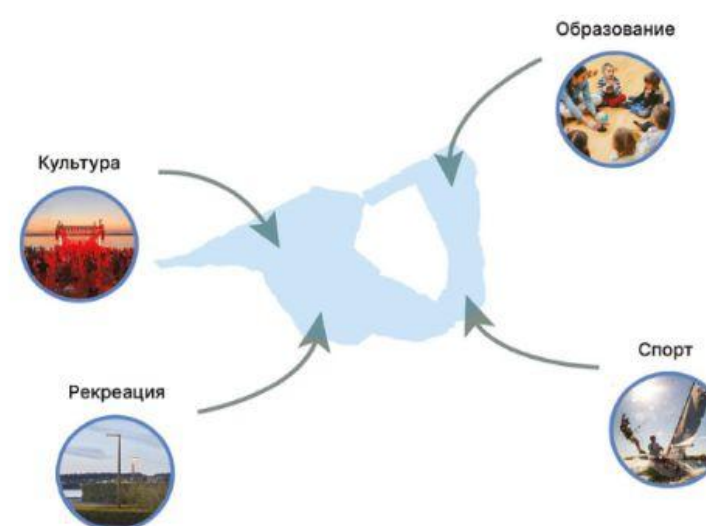 Образование
Культура
Спорт
Рекреация